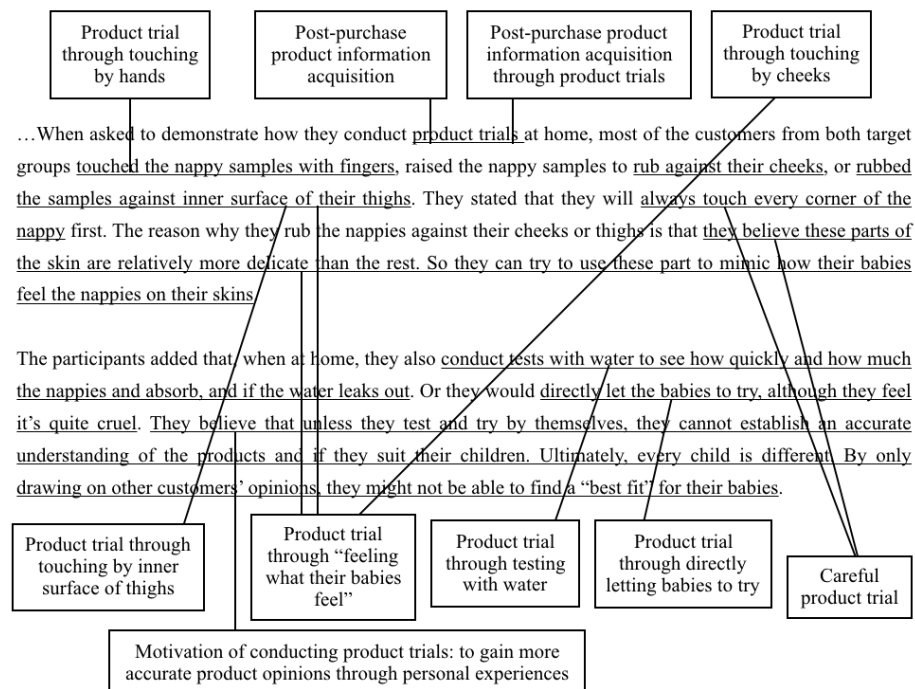 Product trial
through touching
by hands
Post-purchase
product information
acquisition
Post-purchase product
information acquisition
through product trials
Product trial
through touching
by cheeks
…When asked to demonstrate how they conduct product trials at home, most of the customers from both target
groups touched the nappy samples with fingers, raised the nappy samples to rub against their cheeks, or rubbed
the samples against inner surface of their thighs. They stated that they will always touch every corner of the
nappy first. The reason why they rub the nappies against their cheeks or thighs is that they believe these parts of
the skin are relatively more delicate than the rest. So they can try to use these part to mimic how their babies
feel the nappies on their skins.
The participants added that, when at home, they also conduct tests with water to see how quickly and how much
the nappies and absorb, and if the water leaks out. Or they would directly let the babies to try, although they feel
it's quite cruel. They believe that unless they test and try by themselves, they cannot establish an accurate
understanding of the products and if they suit their children. Ultimately, every child is different. By only
drawing on other customers' opinions, they might not be able to find a “best fit” for their babies.
Product trial through
touching by inner
surface of thighs
Product trial
through “feeling
what their babies
feel”
Product trial
through testing
with water
Product trial
through directly
letting babies to try
Careful
product trial
Motivation of conducting product trials: to gain more
accurate product opinions through personal experiences